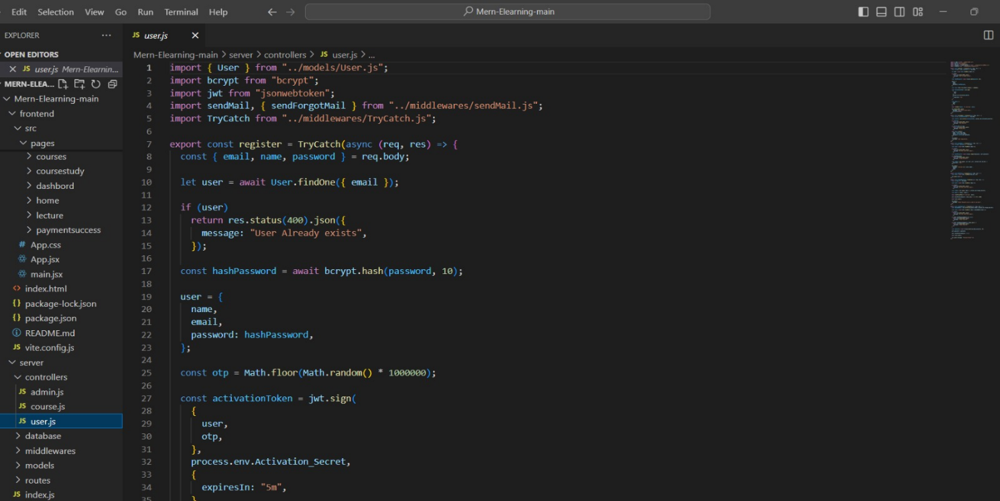 Edit Selection View Go Run Terminal Help ← → Mern-Elearning-main
EXPLORER ···
OPEN EDITORS
JS user.js Mern-Elearnin...
MERN-ELEA...
Mern-Elearning-main
frontend
src
pages
courses
coursestudy
dashbord
home
lecture
paymentsuccess
# App.css
App.jsx
main.jsx
<> index.html
{} package-lock.json
{} package.json
README.md
JS vite.config.js
server
controllers
JS admin.js
JS course.js
JS user.js
database
middlewares
models
routes
JS index.js
JS user.js ×
Mern-Elearning-main > server > controllers > JS user.js > ...
1 import { User } from "../models/User.js";
2 import bcrypt from "bcrypt";
3 import jwt from "jsonwebtoken";
4 import sendMail, { sendForgotMail } from "../middlewares/sendMail.js";
5 import TryCatch from "../middlewares/TryCatch.js";
6
7 export const register = TryCatch(async (req, res) => {
8 const { email, name, password } = req.body;
9
10 let user = await User.findOne({ email });
11
12 if (user)
13 return res.status(400).json({
14 message: "User Already exists",
15 });
16
17 const hashPassword = await bcrypt.hash(password, 10);
18
19 user = {
20 name,
21 email,
22 password: hashPassword,
23 };
24
25 const otp = Math.floor(Math.random() * 1000000);
26
27 const activationToken = jwt.sign(
28 {
29 user,
30 otp,
31 },
32 process.env.Activation_Secret,
33 {
34 expiresIn: "5m",
35 }